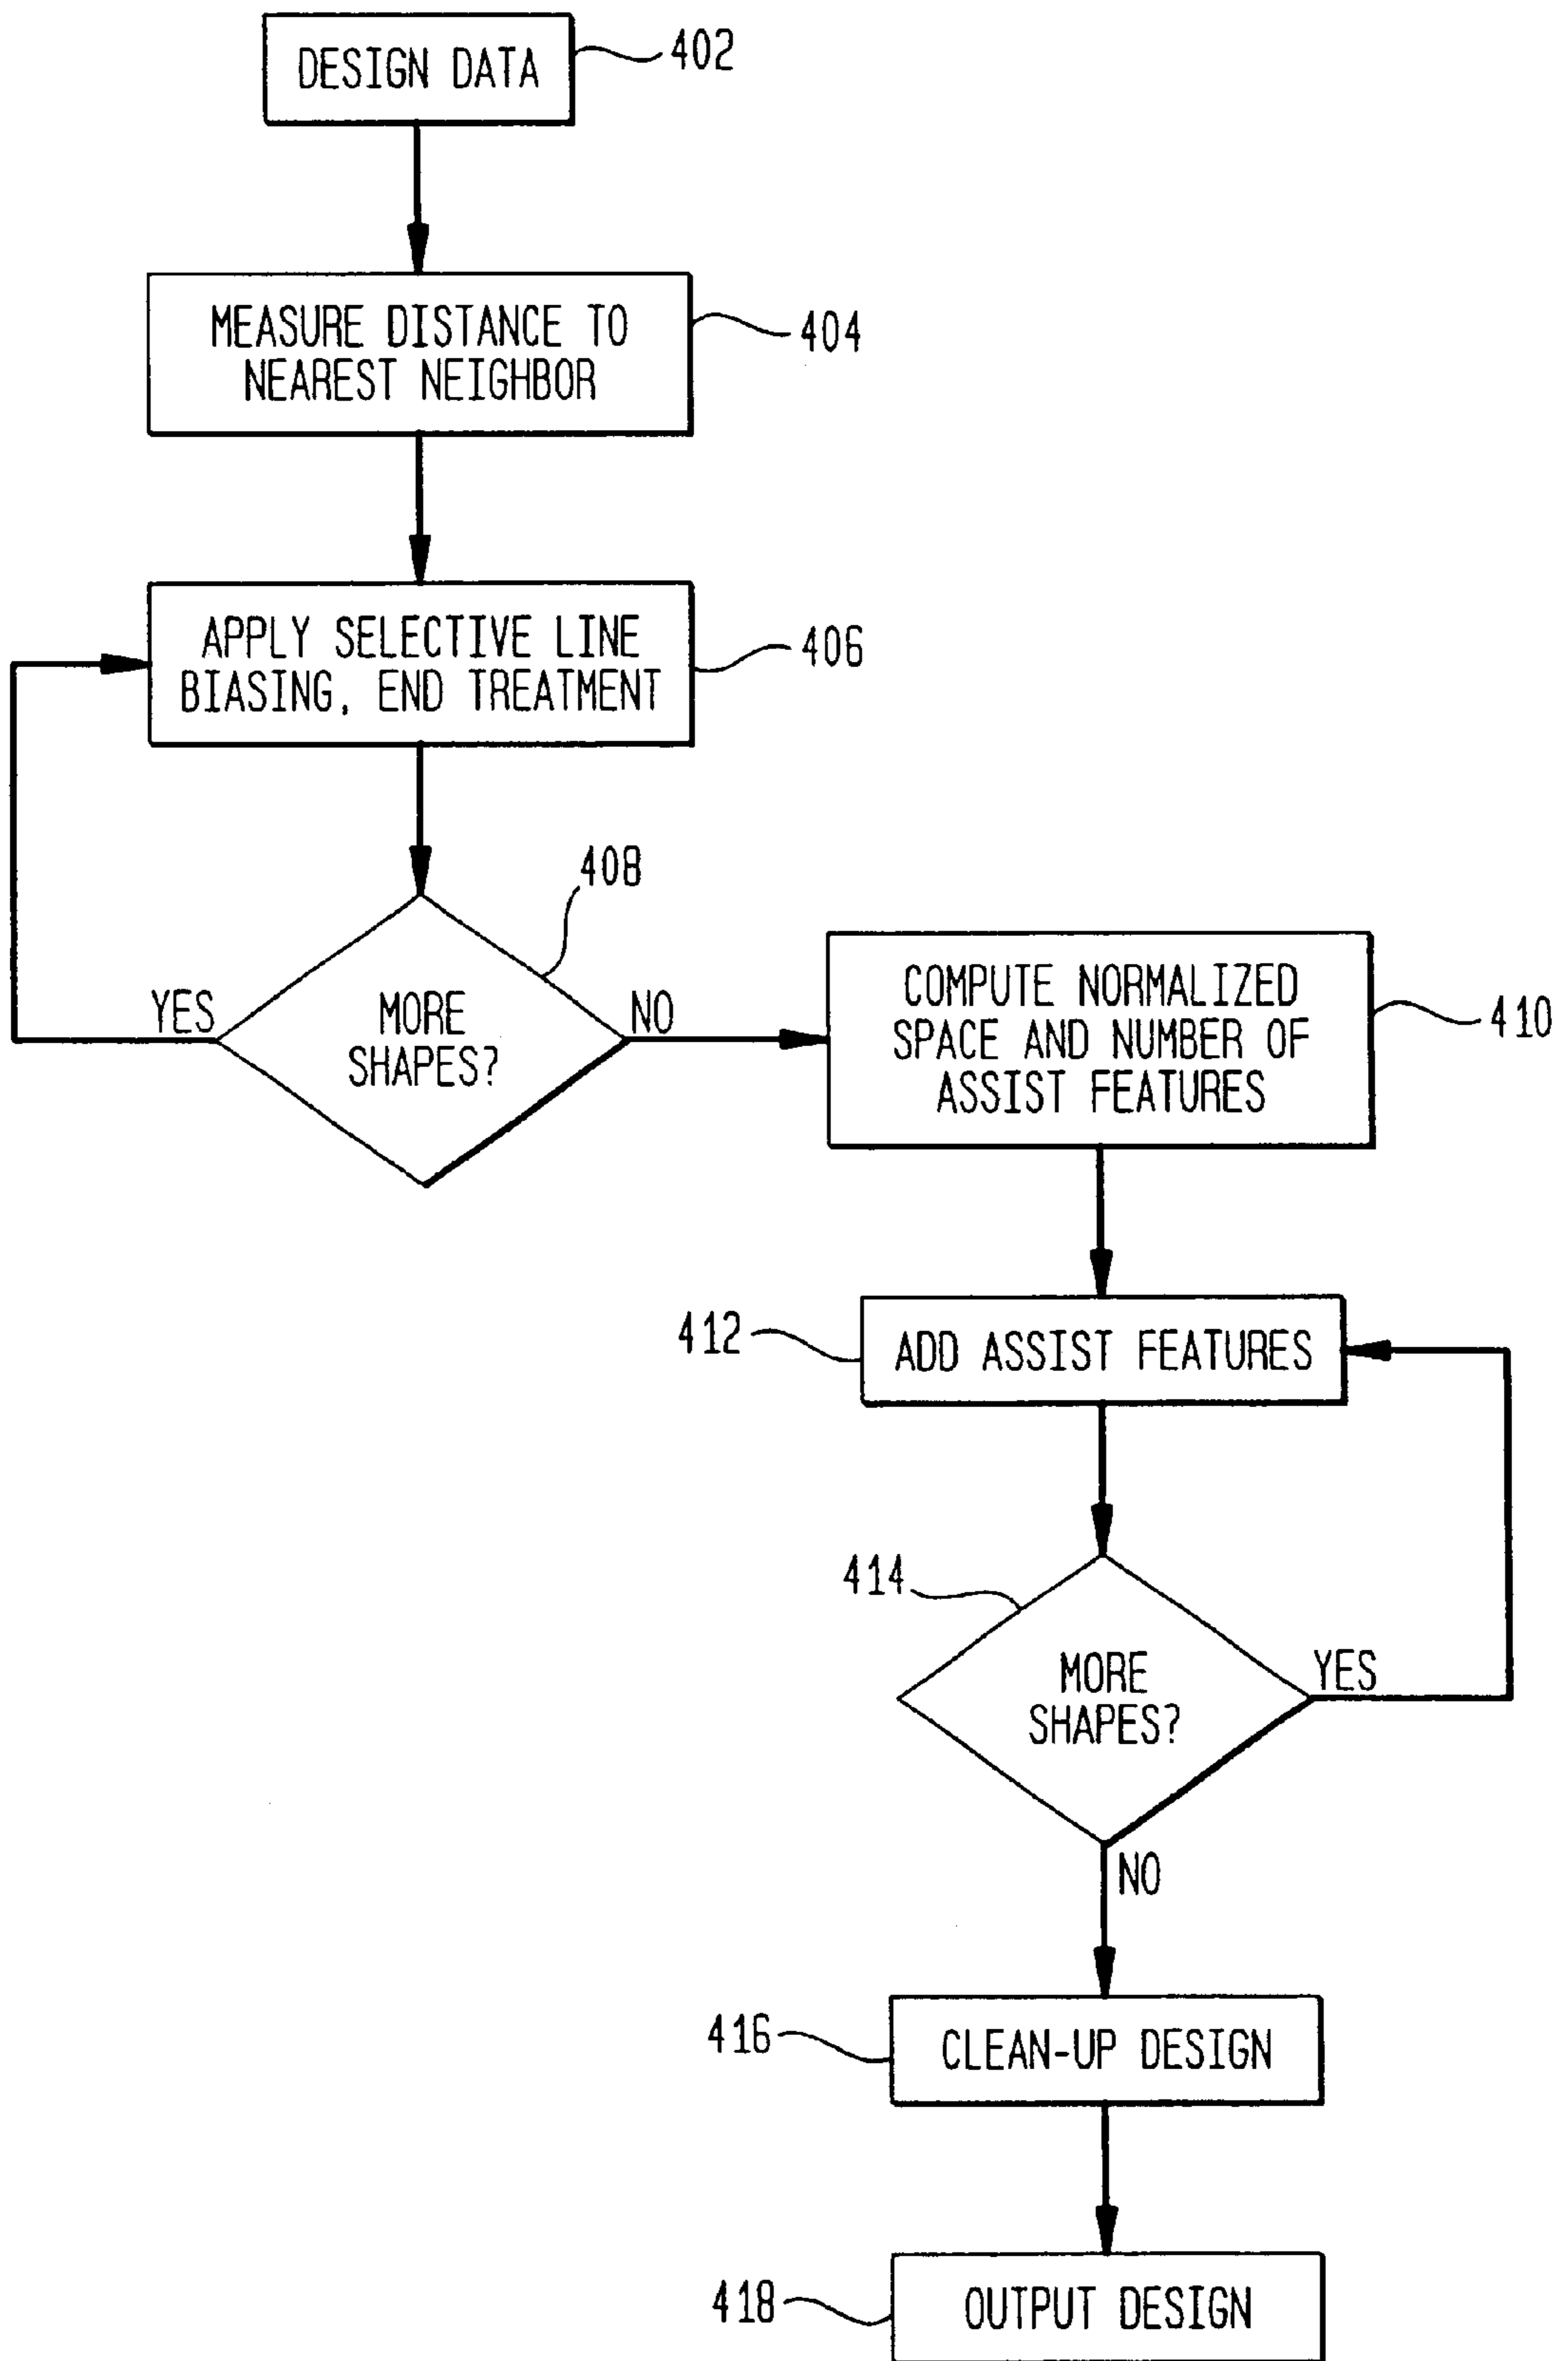 DESIGN DATA
402
MEASURE DISTANCE TO
NEAREST NEIGHBOR
404
APPLY SELECTIVE LINE
BIASING, END TREATMENT
406
408
MORE
SHAPES?
YES
NO
COMPUTE NORMALIZED
SPACE AND NUMBER OF
ASSIST FEATURES
410
412
ADD ASSIST FEATURES
414
MORE
SHAPES?
YES
NO
416
CLEAN-UP DESIGN
418
OUTPUT DESIGN